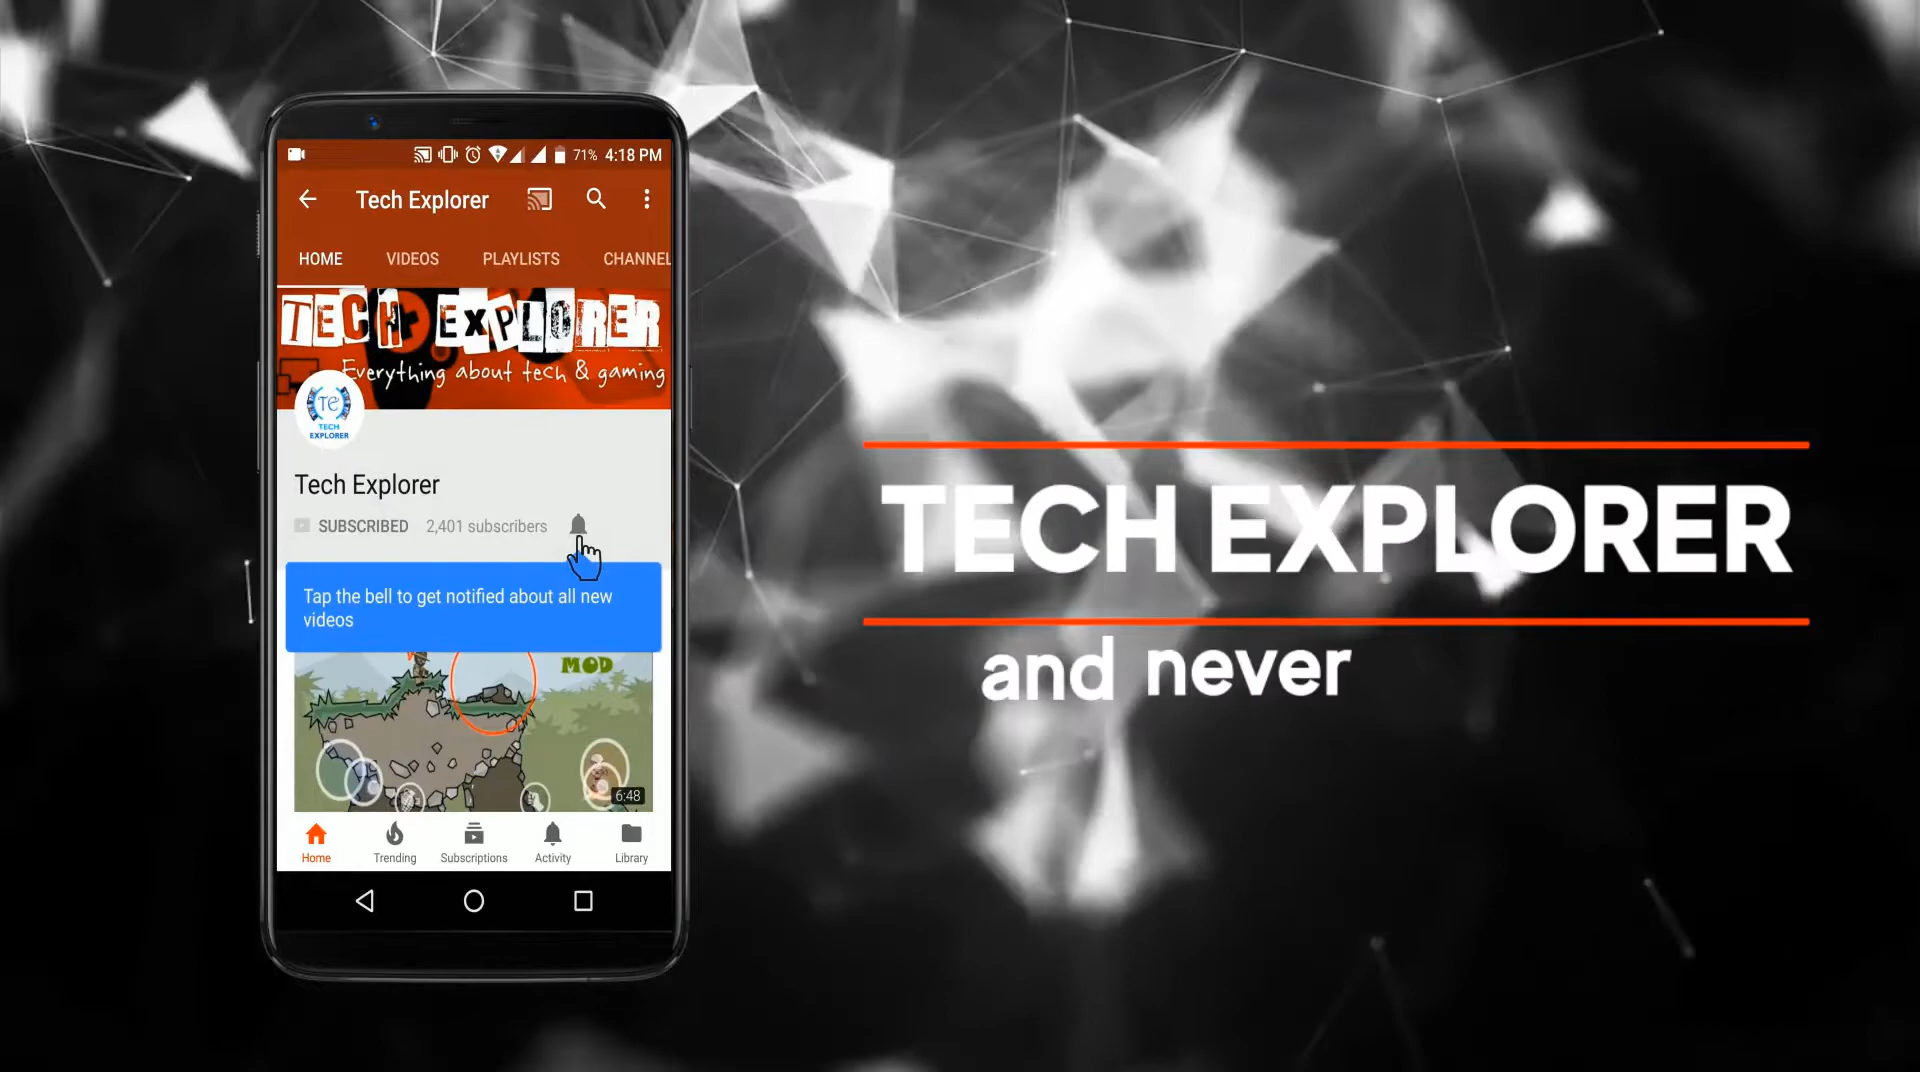 71% 4:18 PM
Tech Explorer
HOME VIDEOS PLAYLISTS CHANNEL
TECH EXPLORER
Everything about tech & gaming
TE
TECH
EXPLORER
Tech Explorer
SUBSCRIBED 2,401 subscribers
Tap the bell to get notified about all new
videos
MOD
6:48
Home Trending Subscriptions Activity Library
TECH EXPLORER
and never